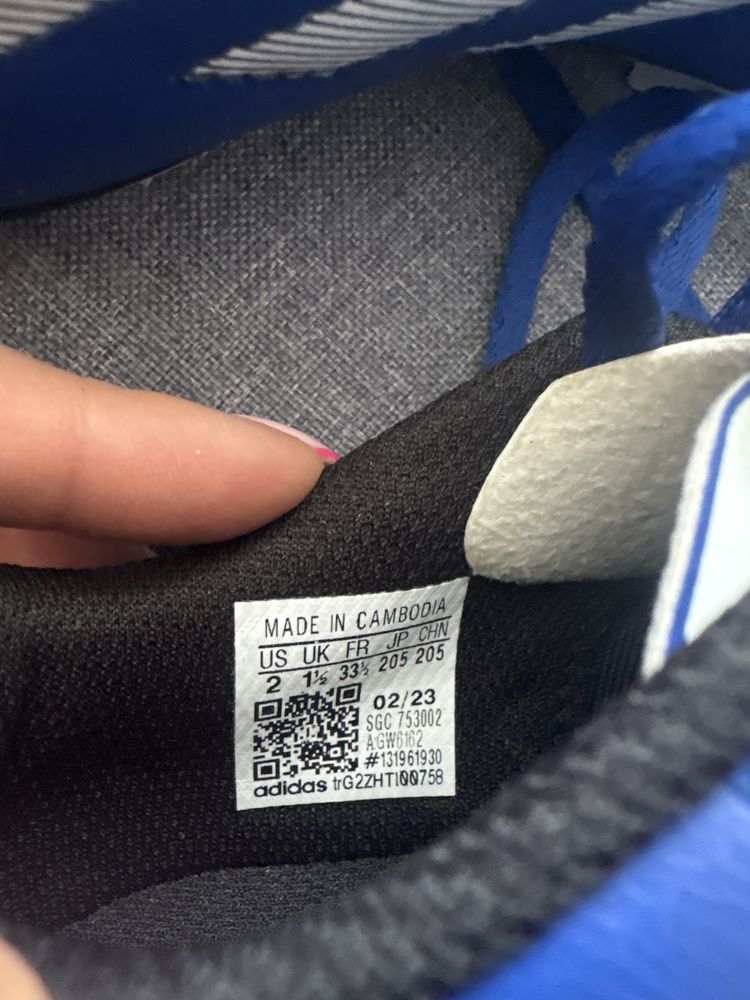 MADE IN CAMBODIA
US UK FR JP CHN
2 1½ 33½ 205 205
02/23
SGC 753002
A GW6162
#131961930
adidas trG2ZHTI00758